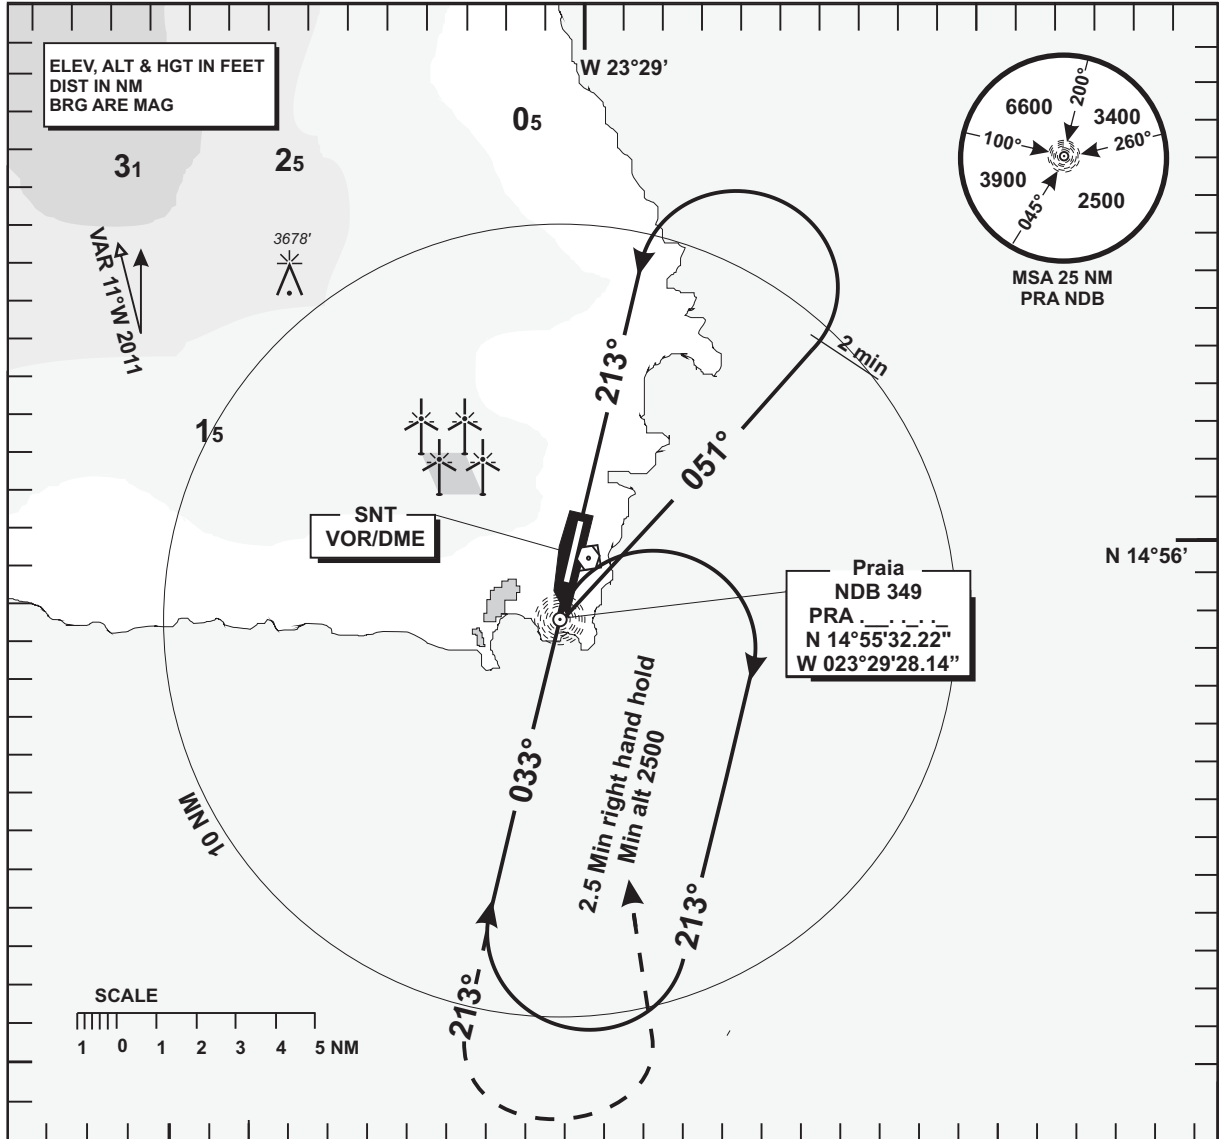 ELEV, ALT & HGT IN FEET
DIST IN NM
BRG ARE MAG
W 23°29’
05
31
25
15
3678'
VAR 11°W 2011
6600
200°
3400
100°
260°
3900
2500
045°
MSA 25 NM
PRA NDB
213°
2 min
051°
SNT
VOR/DME
N 14°56’
Praia
NDB 349
PRA .__. ._. ._
N 14°55'32.22"
W 023°29'28.14”
033°
2.5 Min right hand hold
Min alt 2500
213°
213°
10 NM
SCALE
1 0 1 2 3 4 5 NM